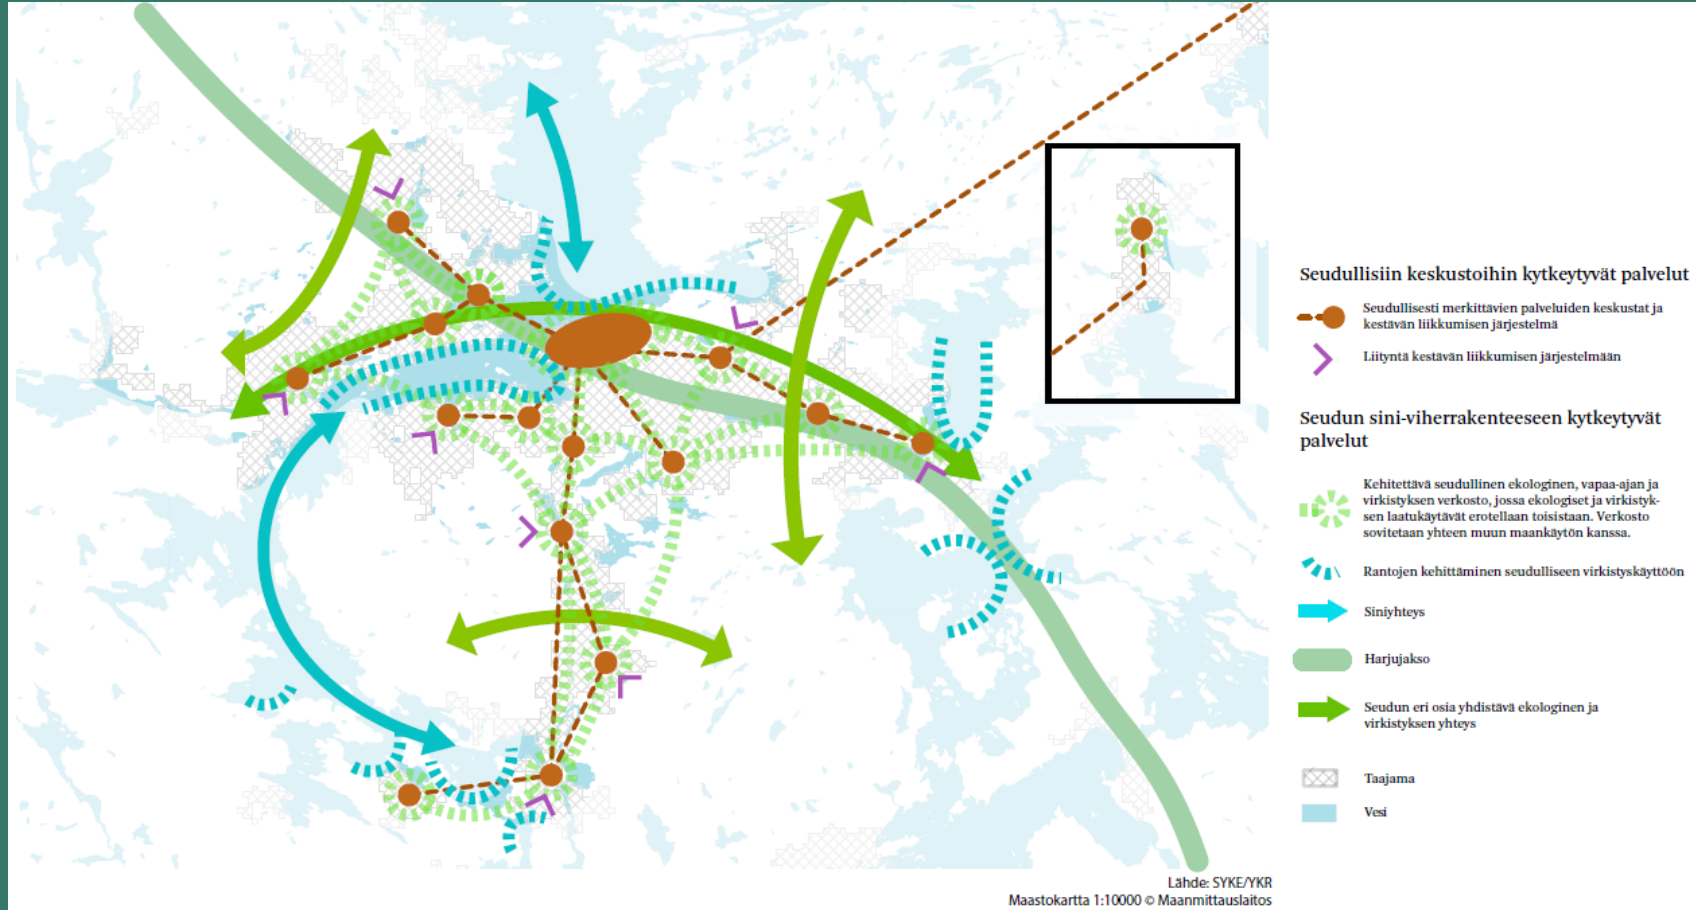 Seudullisiin keskustoihin kytkeytyvät palvelut
Seudullisesti merkittävien palveluiden keskustat ja
kestävän liikkumisen järjestelmä
Liityntä kestävän liikkumisen järjestelmään
Seudun sini-viherrakenteeseen kytkeytyvät
palvelut
Kehitettävä seudullinen ekologinen, vapaa-ajan ja
virkistyksen verkosto, jossa ekologiset ja virkistyk-
sen laatukäytävät erotellaan toisistaan. Verkosto
sovitetaan yhteen muun maankäytön kanssa.
Rantojen kehittäminen seudulliseen virkistyskäyttöön
Siniyhteys
Harjujakso
Seudun eri osia yhdistävä ekologinen ja
virkistyksen yhteys
Taajama
Vesi
Lähde: SYKE/YKR
Maastokartta 1:10000 © Maanmittauslaitos